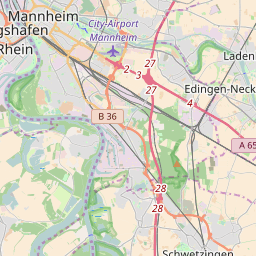 Mannheim
City-Airport
Mannheim
gshafen
Rhein
27
2
3
27
Laden
Edingen-Neck
4
B 36
A 65
28
28
Schwetzingen